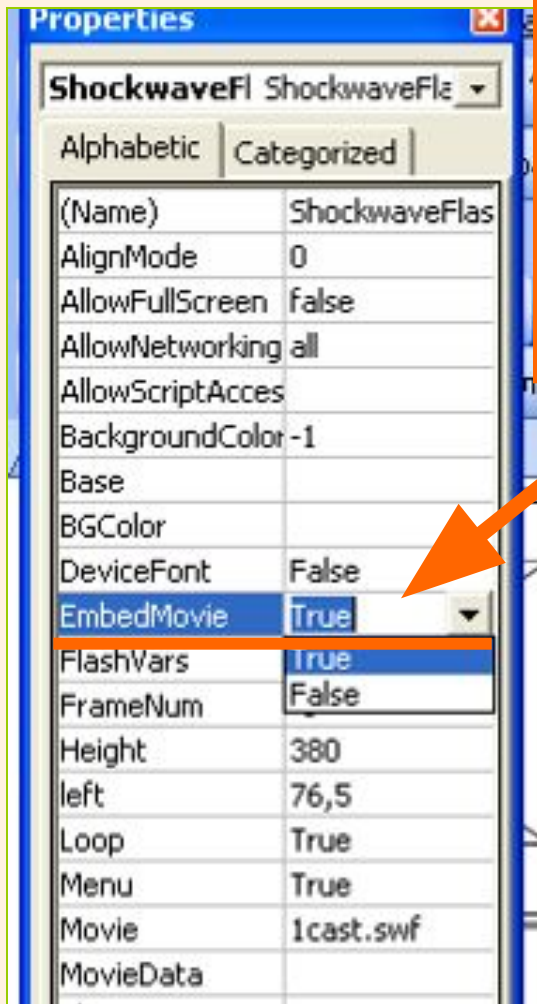 Properties
ShockwaveFl ShockwaveFla
Alphabetic Categorized
(Name) ShockwaveFlas
AlignMode 0
AllowFullScreen false
AllowNetworking all
AllowScriptAcces
BackgroundColor -1
Base
BGColor
DeviceFont False
EmbedMovie True
FlashVars True
FrameNum False
Height 380
left 76,5
Loop True
Menu True
Movie 1cast.swf
MovieData